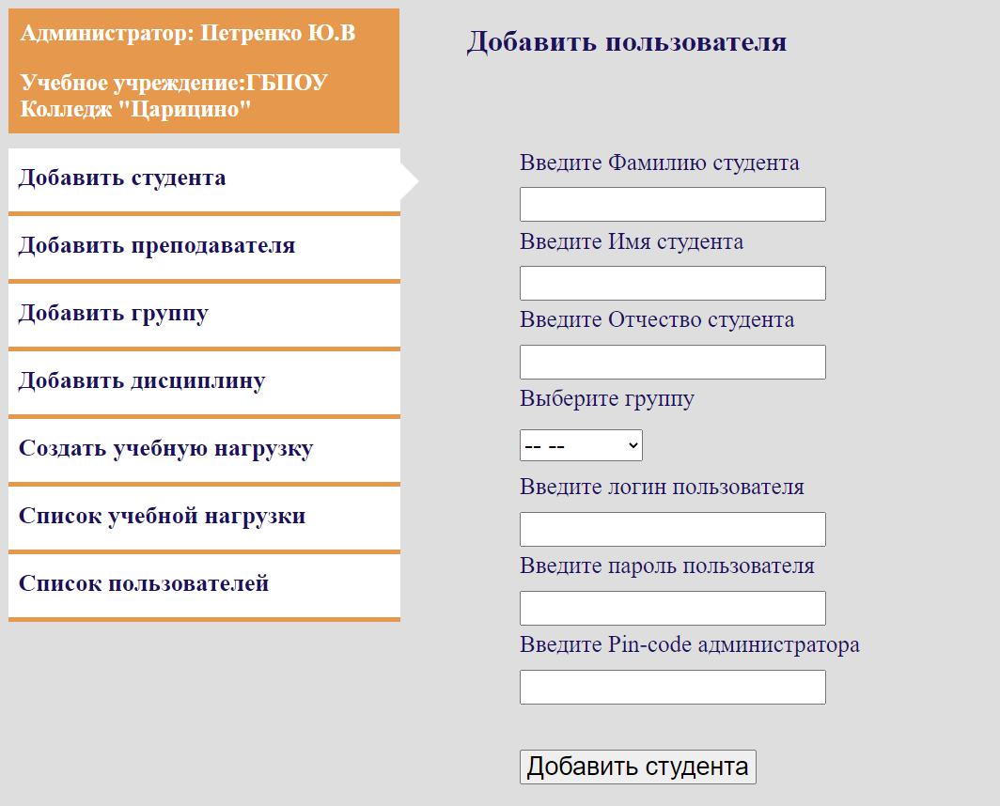 Администратор: Петренко Ю.В
Учебное учреждение:ГБПОУ
Колледж "Царицино"
Добавить студента
Добавить преподавателя
Добавить группу
Добавить дисциплину
Создать учебную нагрузку
Список учебной нагрузки
Список пользователей
Добавить пользователя
Введите Фамилию студента
Введите Имя студента
Введите Отчество студента
Выберите группу
-- --
Введите логин пользователя
Введите пароль пользователя
Введите Pin-code администратора
Добавить студента